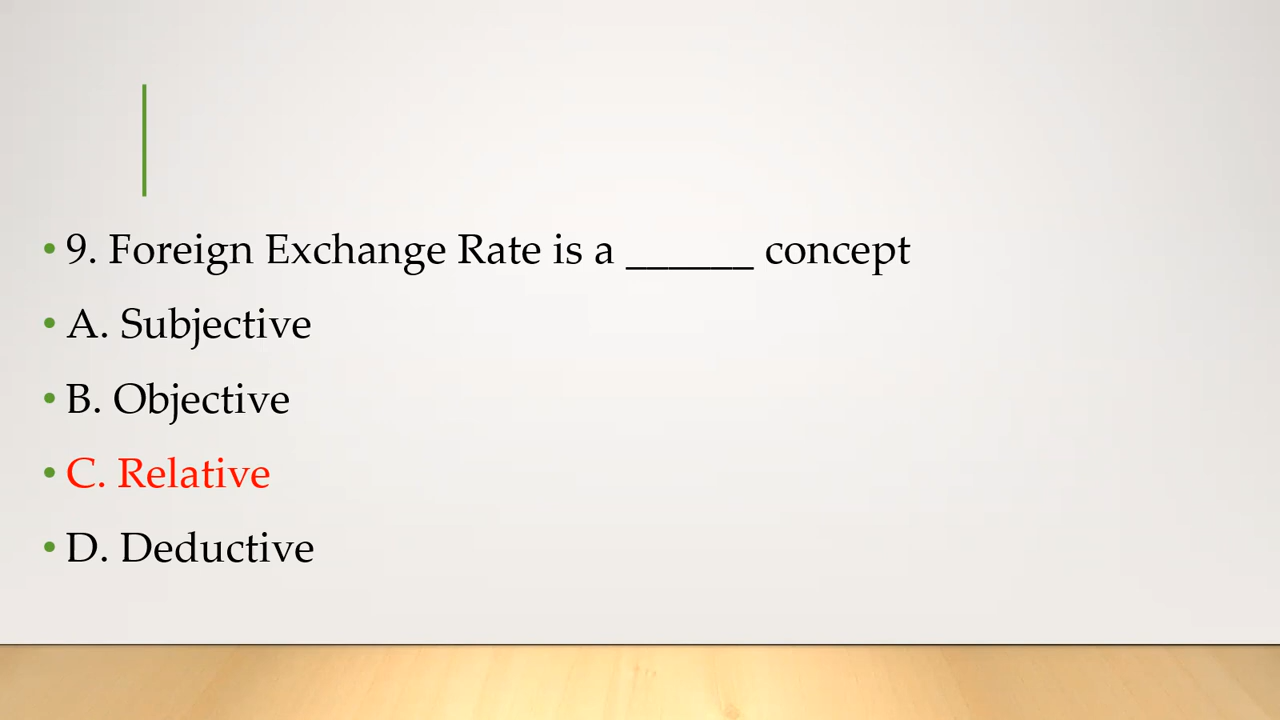 • 9. Foreign Exchange Rate is a ______ concept
• A. Subjective
• B. Objective
• C. Relative
• D. Deductive